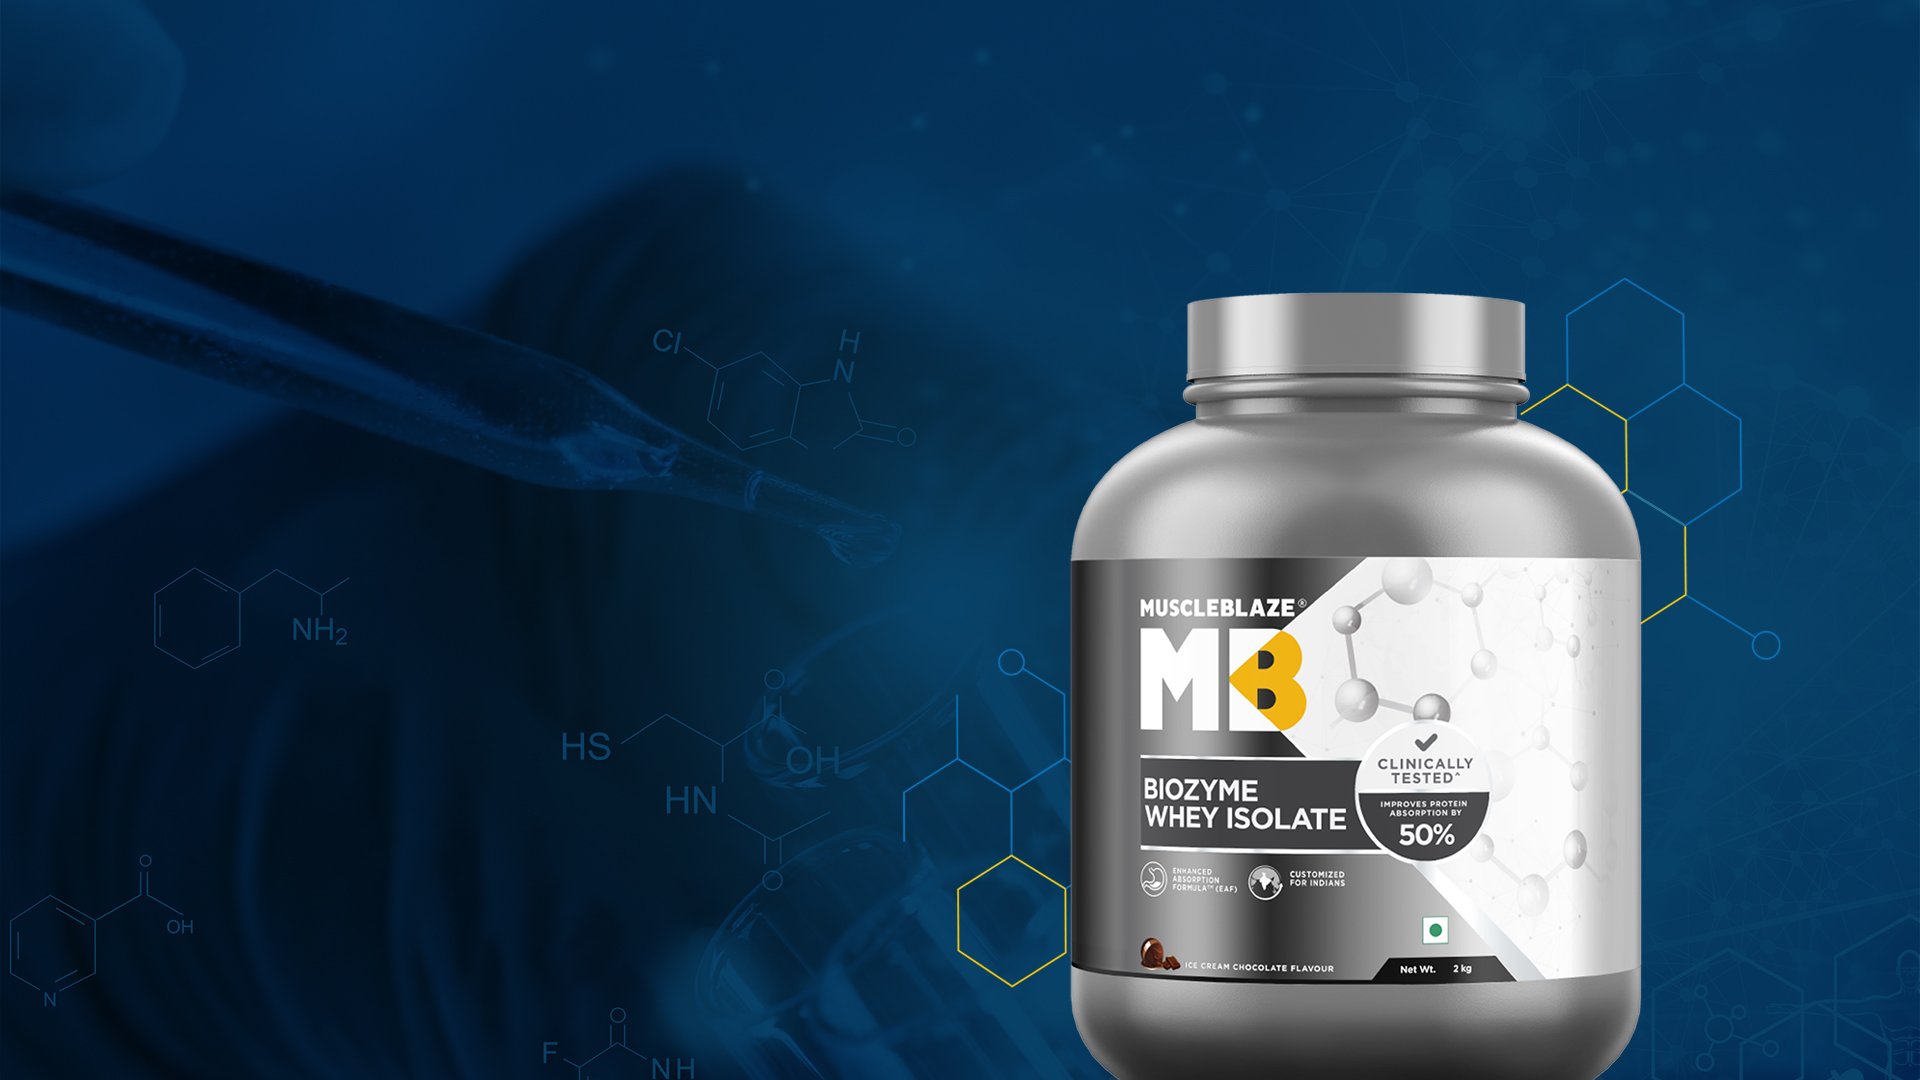 Cl
H
N
O
NH2
HS
O
OH
HN
O
O
OH
N
O
F
NH
MUSCLEBLAZE®
MB
BIOZYME
WHEY ISOLATE
CLINICALLY
TESTED^
IMPROVES PROTEIN
ABSORPTION BY
50%
ENHANCED
ABSORPTION
FORMULA™ (EAF)
CUSTOMIZED
FOR INDIANS
ICE CREAM CHOCOLATE FLAVOUR
Net Wt. 2 kg